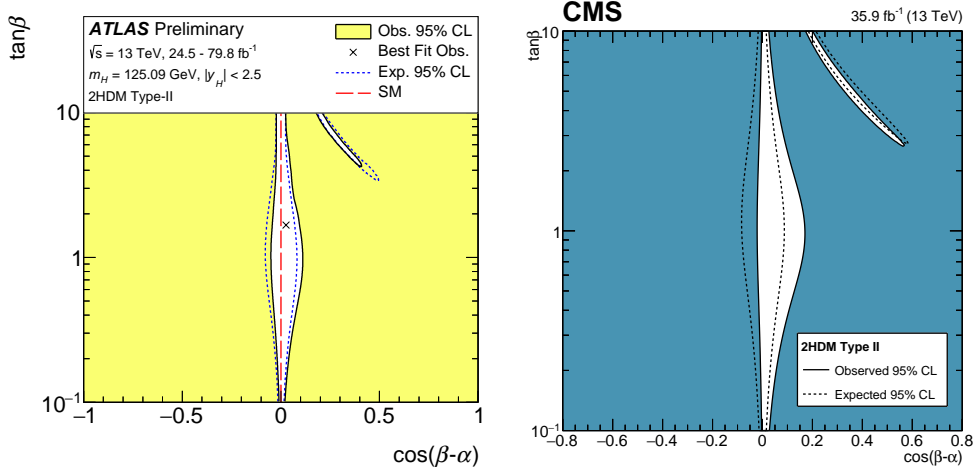 ATLAS Preliminary
√s = 13 TeV, 24.5 - 79.8 fb⁻¹
m_H = 125.09 GeV, |y_H| < 2.5
2HDM Type-II
Obs. 95% CL
Best Fit Obs.
Exp. 95% CL
SM
tanβ
10
1
10⁻¹
−1 −0.5 0 0.5 1
cos(β-α)
CMS
35.9 fb⁻¹ (13 TeV)
tanβ
10
1
10⁻¹
2HDM Type II
Observed 95% CL
Expected 95% CL
−0.8 −0.6 −0.4 −0.2 0 0.2 0.4 0.6 0.8
cos(β-α)